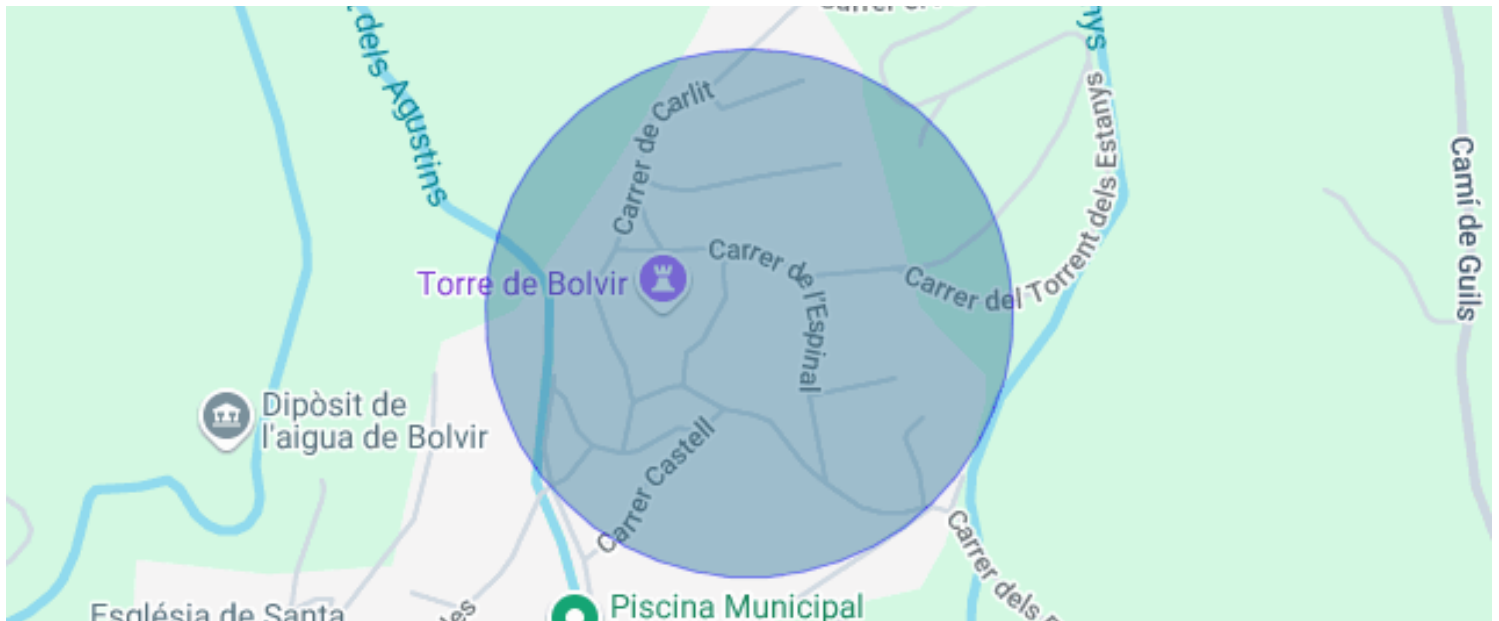 dels Agustins
Carrer de Carlit
Torrent dels Estanys
Carrer del
Camí de Guils
Torre de Bolvir
Carrer de l'Espinal
Dipòsit de
l'aigua de Bolvir
Carrer Castell
Carrer dels
Església de Santa
Piscina Municipal